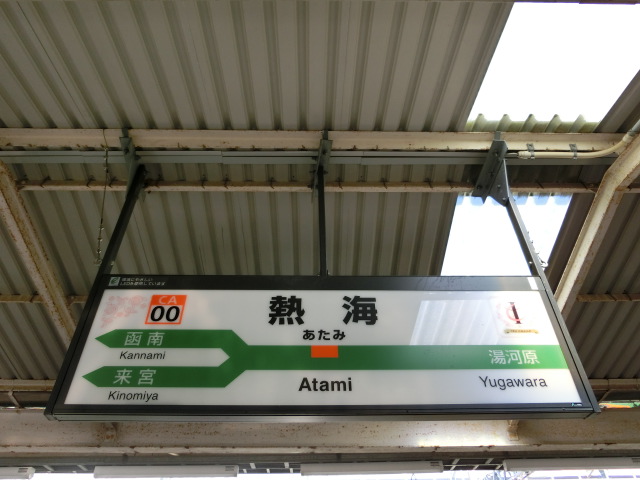 CA
00
熱海
あたみ
Atami
函南
Kannami
来宮
Kinomiya
湯河原
Yugawara